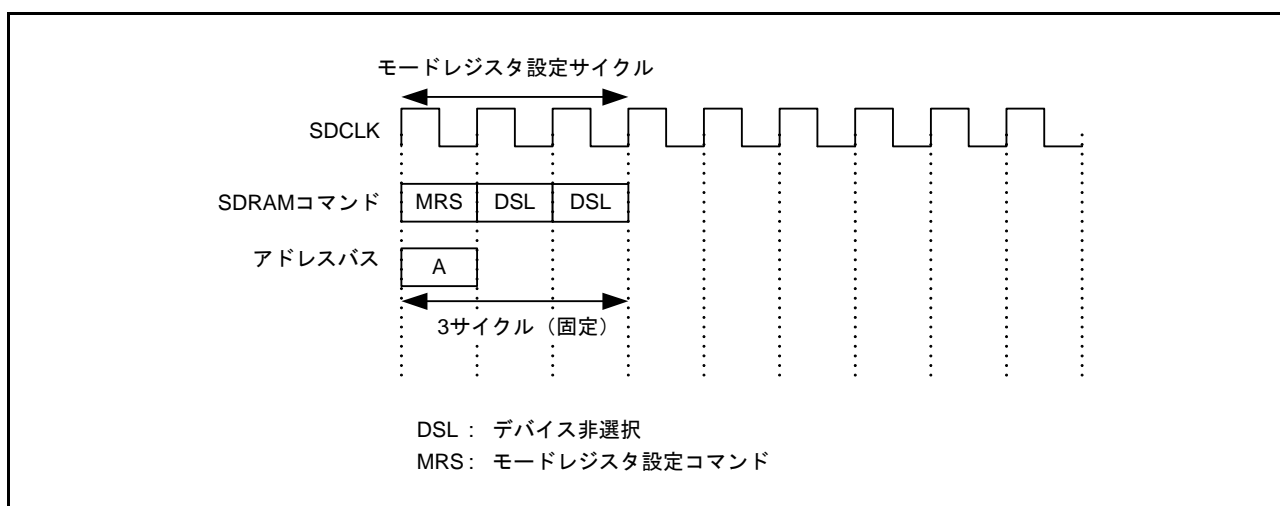 モードレジスタ設定サイクル
SDCLK
SDRAMコマンド MRS DSL DSL
アドレスバス A
3サイクル（固定）
DSL : デバイス非選択
MRS : モードレジスタ設定コマンド